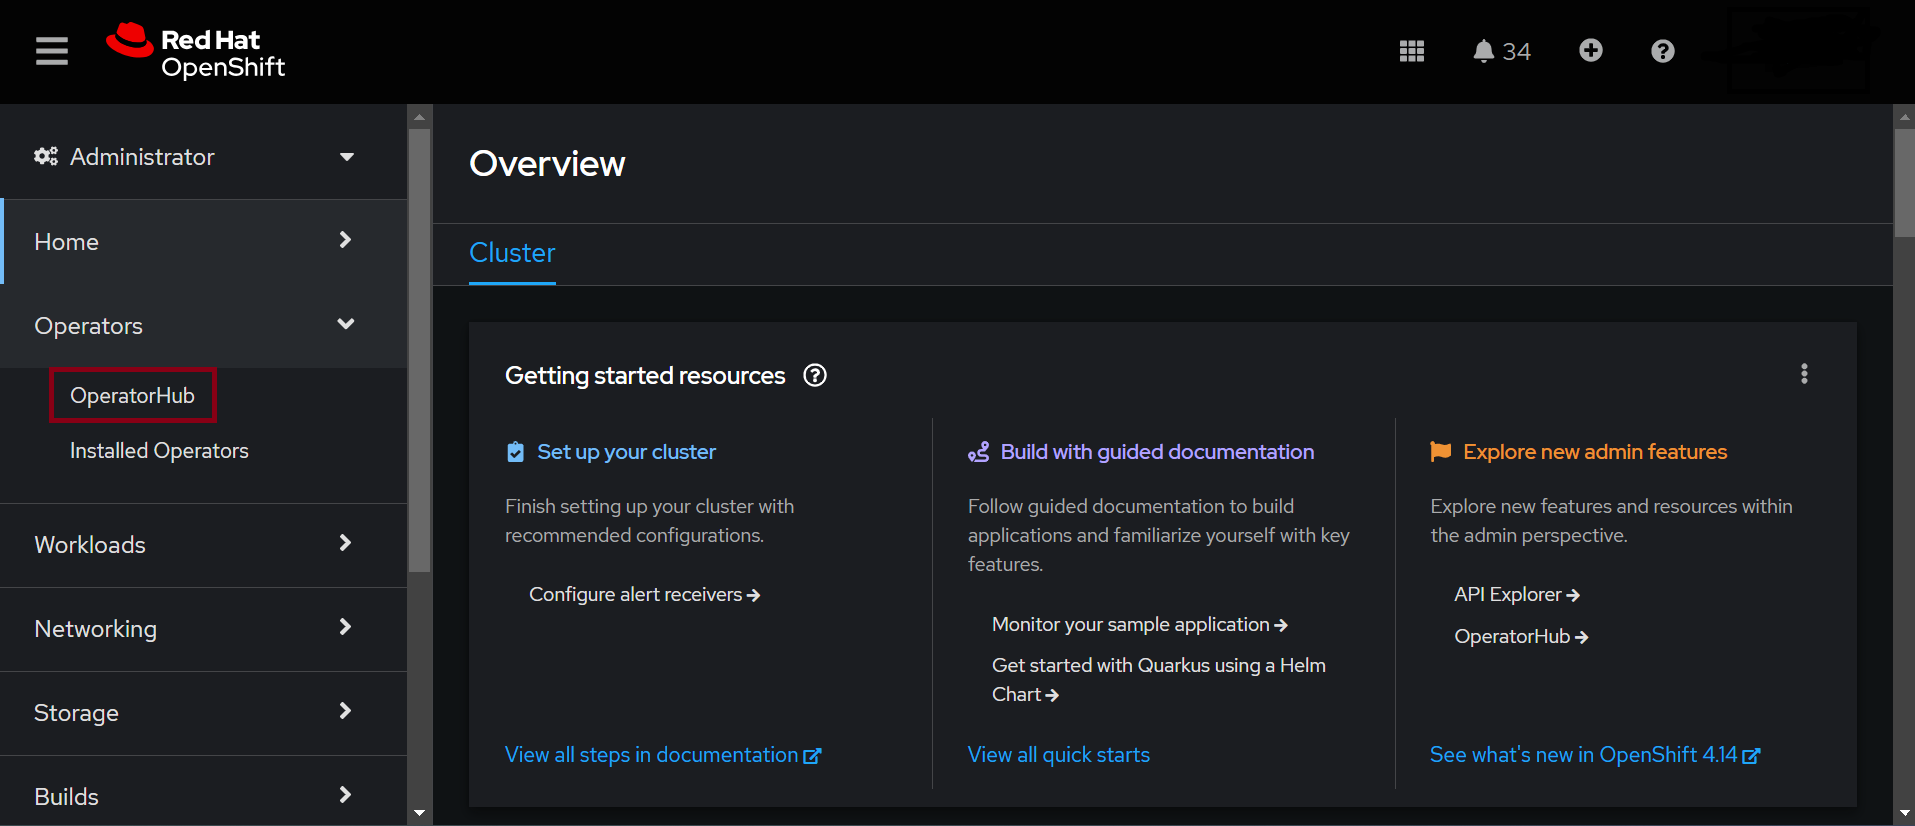 Red Hat
OpenShift
34
Administrator
Home
Operators
OperatorHub
Installed Operators
Workloads
Networking
Storage
Builds
Overview
Cluster
Getting started resources
Set up your cluster
Finish setting up your cluster with
recommended configurations.
Configure alert receivers
View all steps in documentation
Build with guided documentation
Follow guided documentation to build
applications and familiarize yourself with key
features.
Monitor your sample application
Get started with Quarkus using a Helm
Chart
View all quick starts
Explore new admin features
Explore new features and resources within
the admin perspective.
API Explorer
OperatorHub
See what's new in OpenShift 4.14